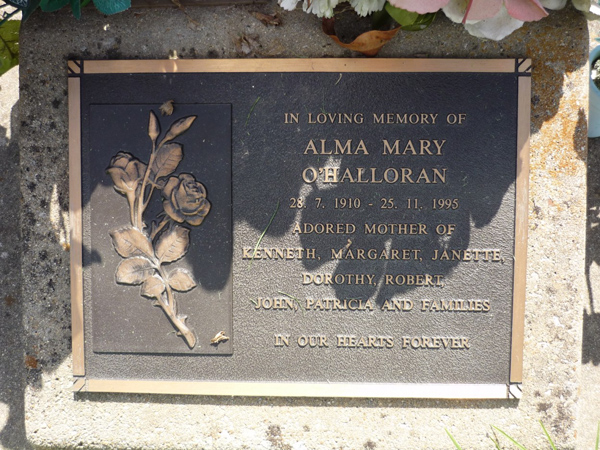 IN LOVING MEMORY OF
ALMA MARY
O'HALLORAN
28. 7. 1910 - 25. 11. 1995
ADORED MOTHER OF
KENNETH, MARGARET, JANETTE,
DOROTHY, ROBERT,
JOHN, PATRICIA AND FAMILIES
IN OUR HEARTS FOREVER